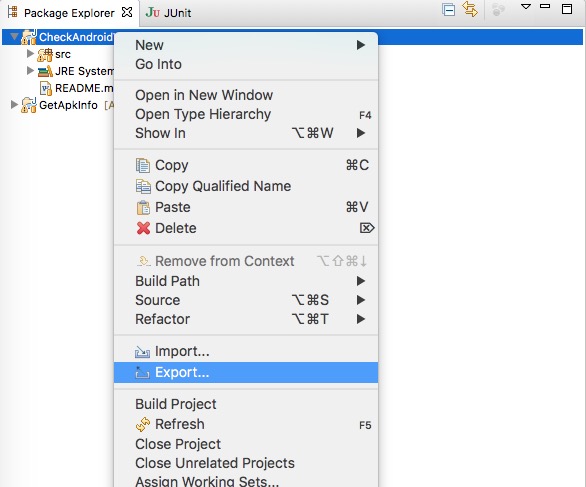 Package Explorer JUnit
CheckAndroid
src
JRE System
README.m
GetApkInfo [A
New
Go Into
Open in New Window
Open Type Hierarchy F4
Show In ⌥⌘W
Copy ⌘C
Copy Qualified Name
Paste ⌘V
Delete ⌦
Remove from Context ⌥⇧⌘↓
Build Path
Source ⌥⌘S
Refactor ⌥⌘T
Import...
Export...
Build Project
Refresh F5
Close Project
Close Unrelated Projects
Assign Working Sets...